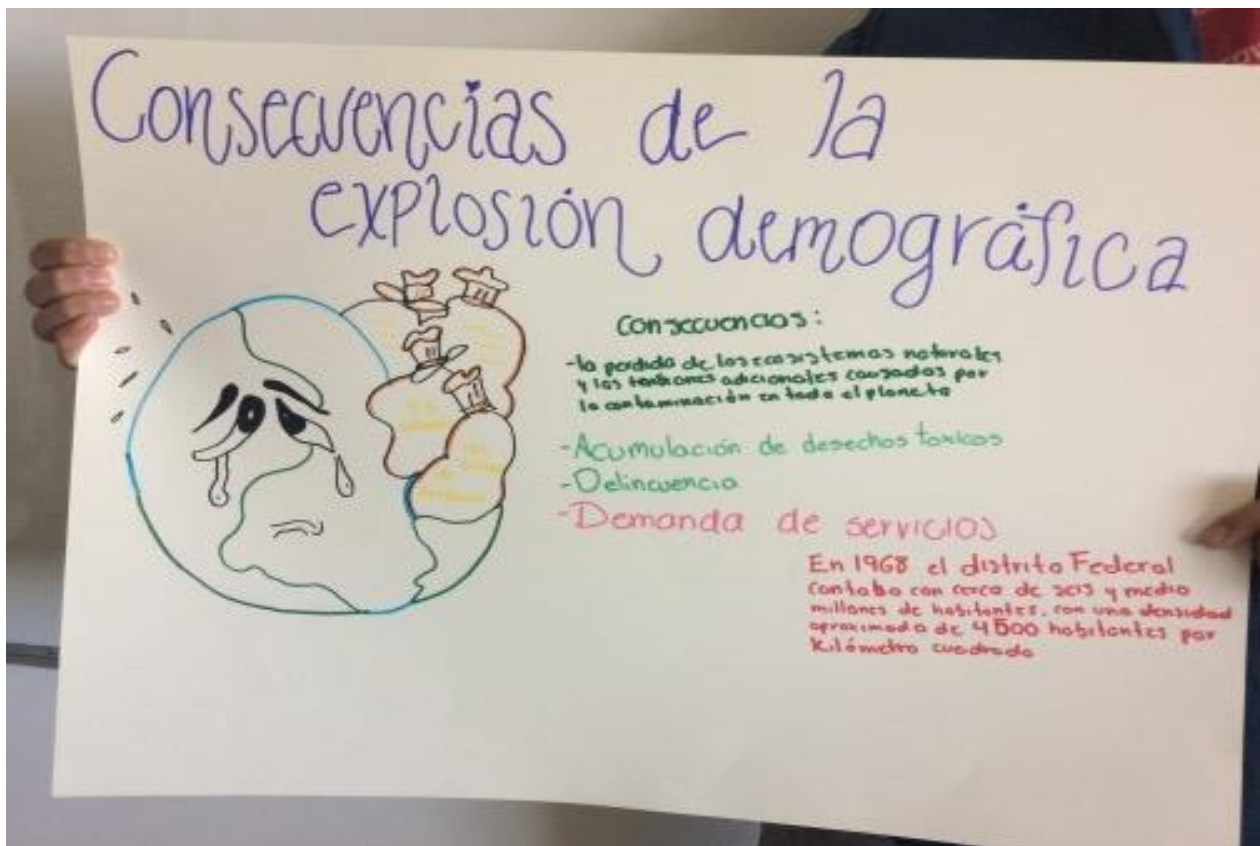 Consecuencias de la
explosión demográfica
Consecuencias:
-la perdida de los ecosistemas naturales
y las tensiones adicionales causadas por
la contaminación en todo el planeta
-Acumulación de desechos toxicos
-Delincuencia
-Demanda de servicios
En 1968 el distrito Federal
contaba con cerca de seis y medio
millones de habitantes, con una densidad
aproximada de 4500 habitantes por
kilómetro cuadrado